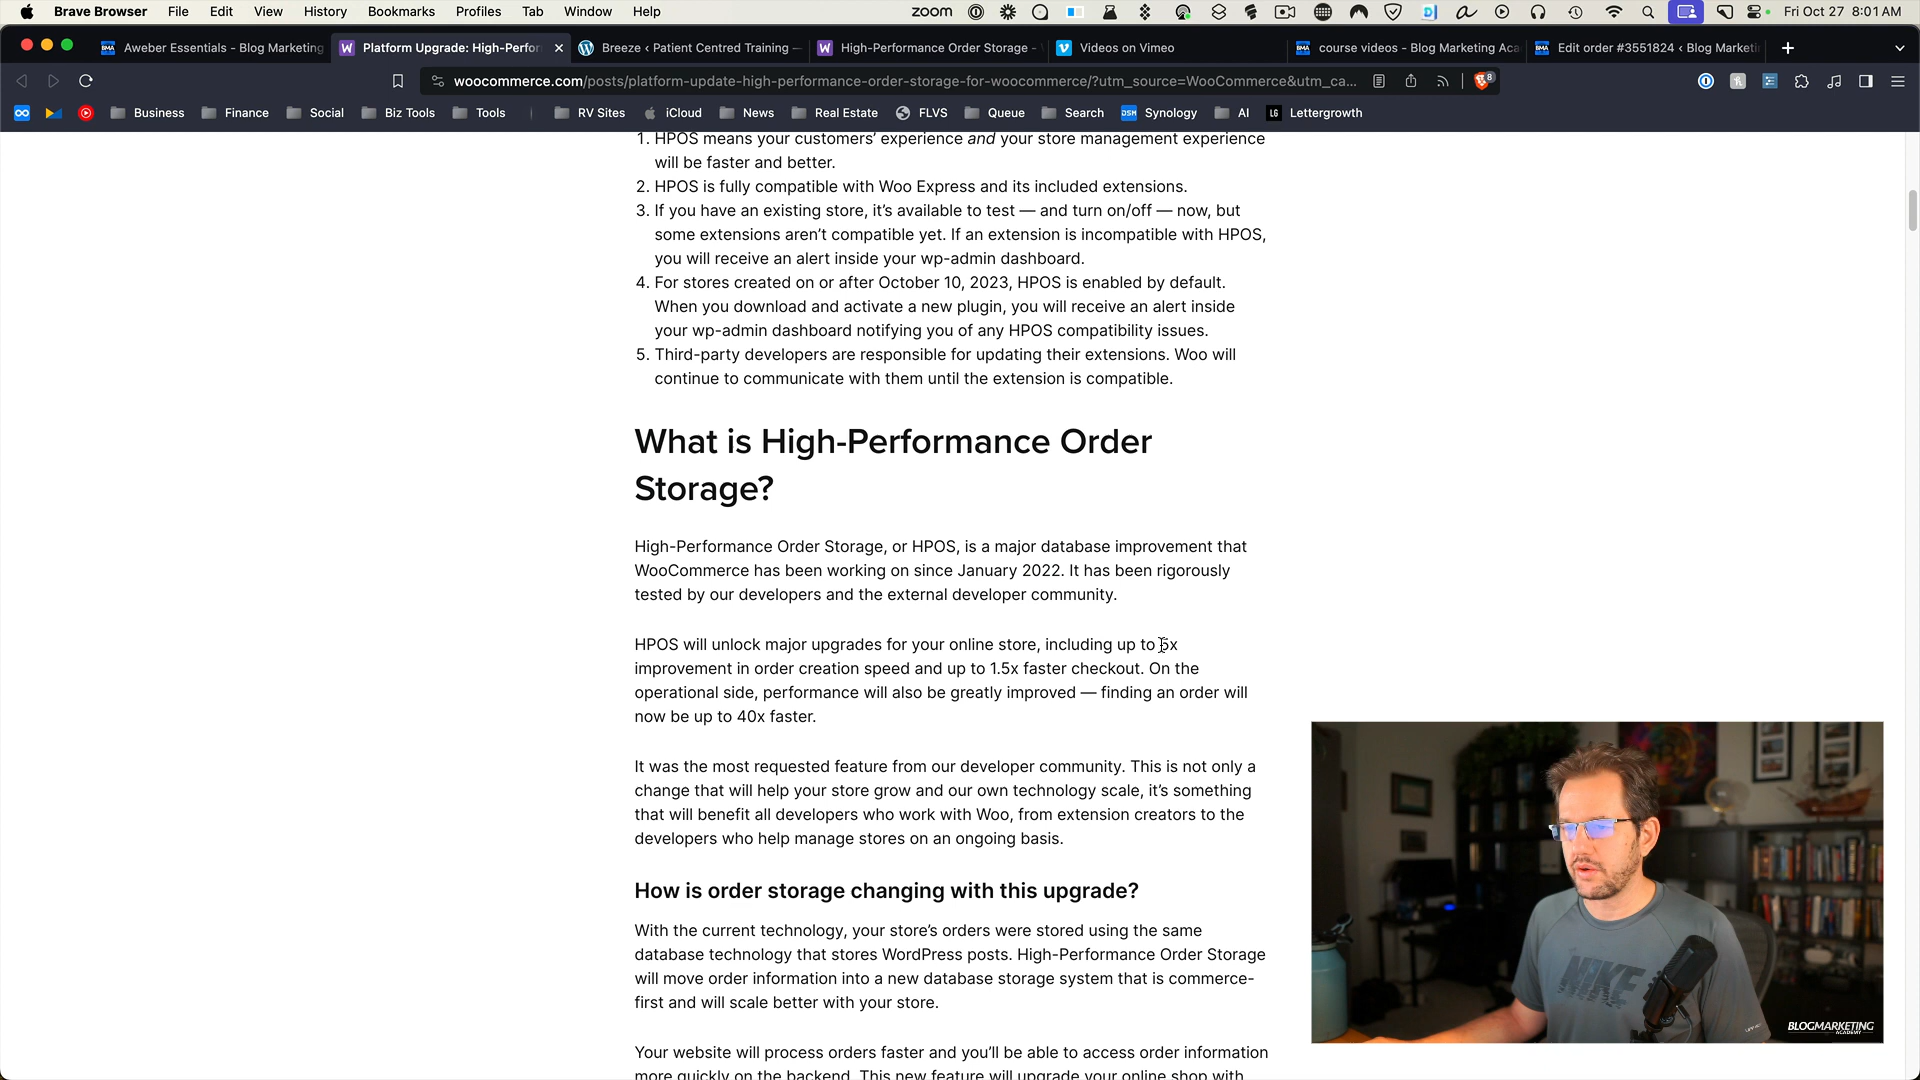 Brave Browser File Edit View History Bookmarks Profiles Tab Window Help zoom Fri Oct 27 8:01 AM
Aweber Essentials - Blog Marketing
Platform Upgrade: High-Perfor
Breeze ‹ Patient Centred Training —
High-Performance Order Storage -
Videos on Vimeo
course videos - Blog Marketing Aca
Edit order #3551824 ‹ Blog Marketi
woocommerce.com/posts/platform-update-high-performance-order-storage-for-woocommerce/?utm_source=WooCommerce&utm_ca... 8
Business Finance Social Biz Tools Tools RV Sites iCloud News Real Estate FLVS Queue Search DSM Synology AI LG Lettergrowth
1. HPOS means your customers’ experience and your store management experience
will be faster and better.
2. HPOS is fully compatible with Woo Express and its included extensions.
3. If you have an existing store, it’s available to test — and turn on/off — now, but
some extensions aren’t compatible yet. If an extension is incompatible with HPOS,
you will receive an alert inside your wp-admin dashboard.
4. For stores created on or after October 10, 2023, HPOS is enabled by default.
When you download and activate a new plugin, you will receive an alert inside
your wp-admin dashboard notifying you of any HPOS compatibility issues.
5. Third-party developers are responsible for updating their extensions. Woo will
continue to communicate with them until the extension is compatible.
What is High-Performance Order
Storage?
High-Performance Order Storage, or HPOS, is a major database improvement that
WooCommerce has been working on since January 2022. It has been rigorously
tested by our developers and the external developer community.
HPOS will unlock major upgrades for your online store, including up to 5x
improvement in order creation speed and up to 1.5x faster checkout. On the
operational side, performance will also be greatly improved — finding an order will
now be up to 40x faster.
It was the most requested feature from our developer community. This is not only a
change that will help your store grow and our own technology scale, it’s something
that will benefit all developers who work with Woo, from extension creators to the
developers who help manage stores on an ongoing basis.
How is order storage changing with this upgrade?
With the current technology, your store’s orders were stored using the same
database technology that stores WordPress posts. High-Performance Order Storage
will move order information into a new database storage system that is commerce-
first and will scale better with your store.
Your website will process orders faster and you’ll be able to access order information
more quickly on the backend. This new feature will upgrade your online shop with
NIKE
BLOGMARKETING
ACADEMY